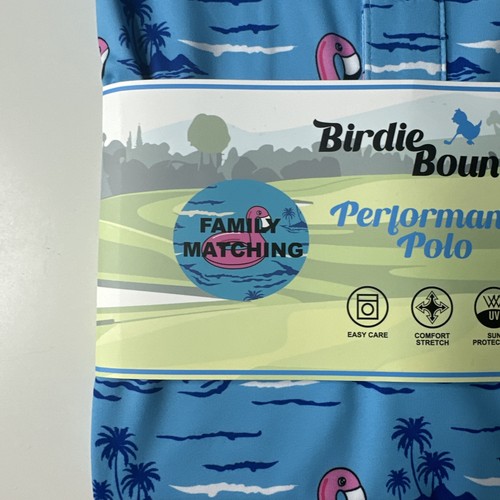 Birdie
Boun
Performan
Polo
FAMILY
MATCHING
EASY CARE
COMFORT
STRETCH
UV
SUN
PROTEC